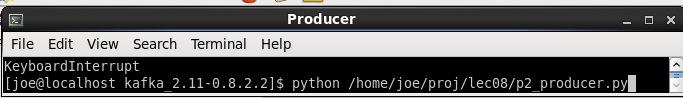 Producer
File Edit View Search Terminal Help
KeyboardInterrupt
[joe@localhost kafka_2.11-0.8.2.2]$ python /home/joe/proj/lec08/p2_producer.py